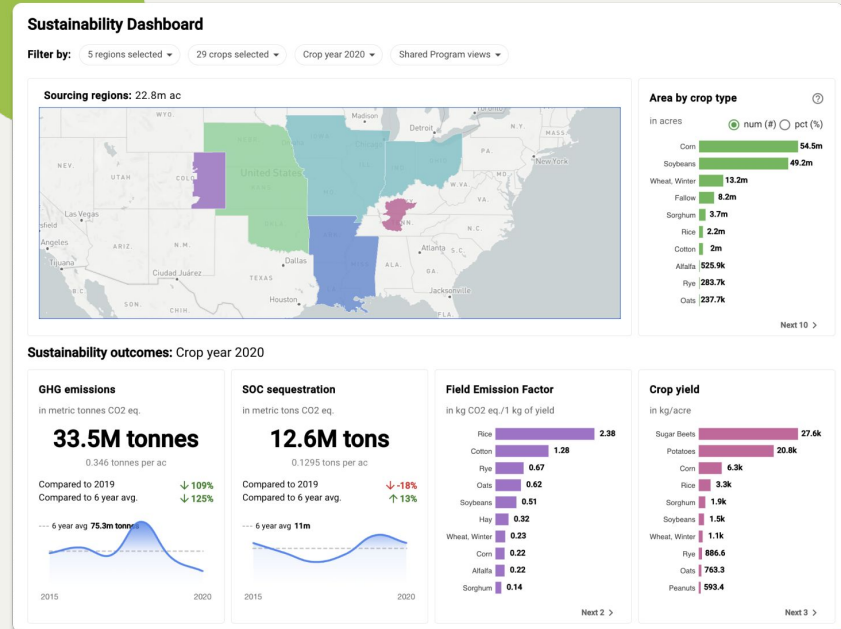 Sustainability Dashboard
Filter by: 5 regions selected 29 crops selected Crop year 2020 Shared Program views
Sourcing regions: 22.8m ac
WYO.
Madison
Toronto
Detroit
N.Y.
MASS.
NEV.
UTAH
COLO
United States
PA.
New York
MD.
W.VA.
VA.
Las Vegas
sfield
Angeles
ARIZ.
N.M.
N.C.
Atlanta
S.C.
Tijuana
Dallas
ALA.
GA.
Ciudad Juárez
TEXAS
B.C.
SON.
Houston
Jacksonville
CHIH.
FLA.
Area by crop type
in acres num (#) pct (%)
Corn 54.5m
Soybeans 49.2m
Wheat, Winter 13.2m
Fallow 8.2m
Sorghum 3.7m
Rice 2.2m
Cotton 2m
Alfalfa 525.9k
Rye 283.7k
Oats 237.7k
Next 10 >
Sustainability outcomes: Crop year 2020
GHG emissions
in metric tonnes CO2 eq.
33.5M tonnes
0.346 tonnes per ac
Compared to 2019 ↓ 109%
Compared to 6 year avg. ↓ 125%
--- 6 year avg 75.3m tonnes
2015 2020
SOC sequestration
in metric tons CO2 eq.
12.6M tons
0.1295 tons per ac
Compared to 2019 ↓ -18%
Compared to 6 year avg. ↑ 13%
--- 6 year avg 11m
2015 2020
Field Emission Factor
in kg CO2 eq./1 kg of yield
Rice 2.38
Cotton 1.28
Rye 0.67
Oats 0.62
Soybeans 0.51
Hay 0.32
Wheat, Winter 0.23
Corn 0.22
Alfalfa 0.22
Sorghum 0.14
Next 2 >
Crop yield
in kg/acre
Sugar Beets 27.6k
Potatoes 20.8k
Corn 6.3k
Rice 3.3k
Sorghum 1.9k
Soybeans 1.5k
Wheat, Winter 1.1k
Rye 886.6
Oats 763.3
Peanuts 593.4
Next 3 >